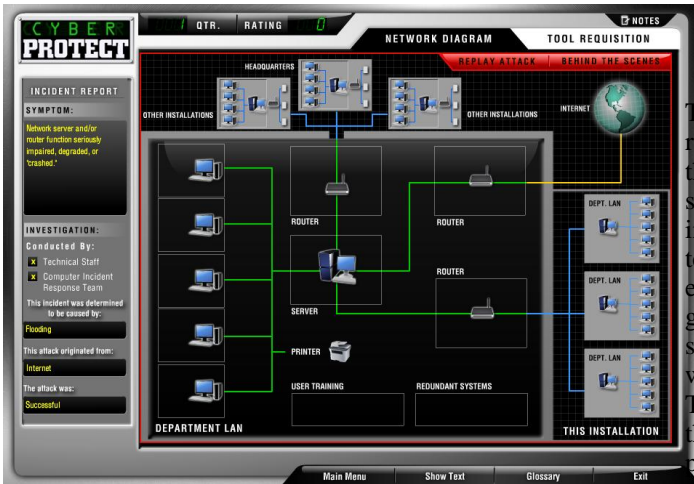 CYBER
PROTECT
1 QTR. RATING 0
NOTES
NETWORK DIAGRAM
TOOL REQUISITION
REPLAY ATTACK
BEHIND THE SCENES
INCIDENT REPORT
SYMPTOM:
Network server and/or
router function seriously
impaired, degraded, or
"crashed."
INVESTIGATION:
Conducted By:
x Technical Staff
x Computer Incident
Response Team
This incident was determined
to be caused by:
Flooding
This attack originated from:
Internet
The attack was:
Successful
HEADQUARTERS
OTHER INSTALLATIONS
OTHER INSTALLATIONS
INTERNET
ROUTER
ROUTER
DEPT. LAN
SERVER
ROUTER
DEPT. LAN
PRINTER
DEPT. LAN
USER TRAINING
REDUNDANT SYSTEMS
DEPARTMENT LAN
THIS INSTALLATION
Main Menu
Show Text
Glossary
Exit